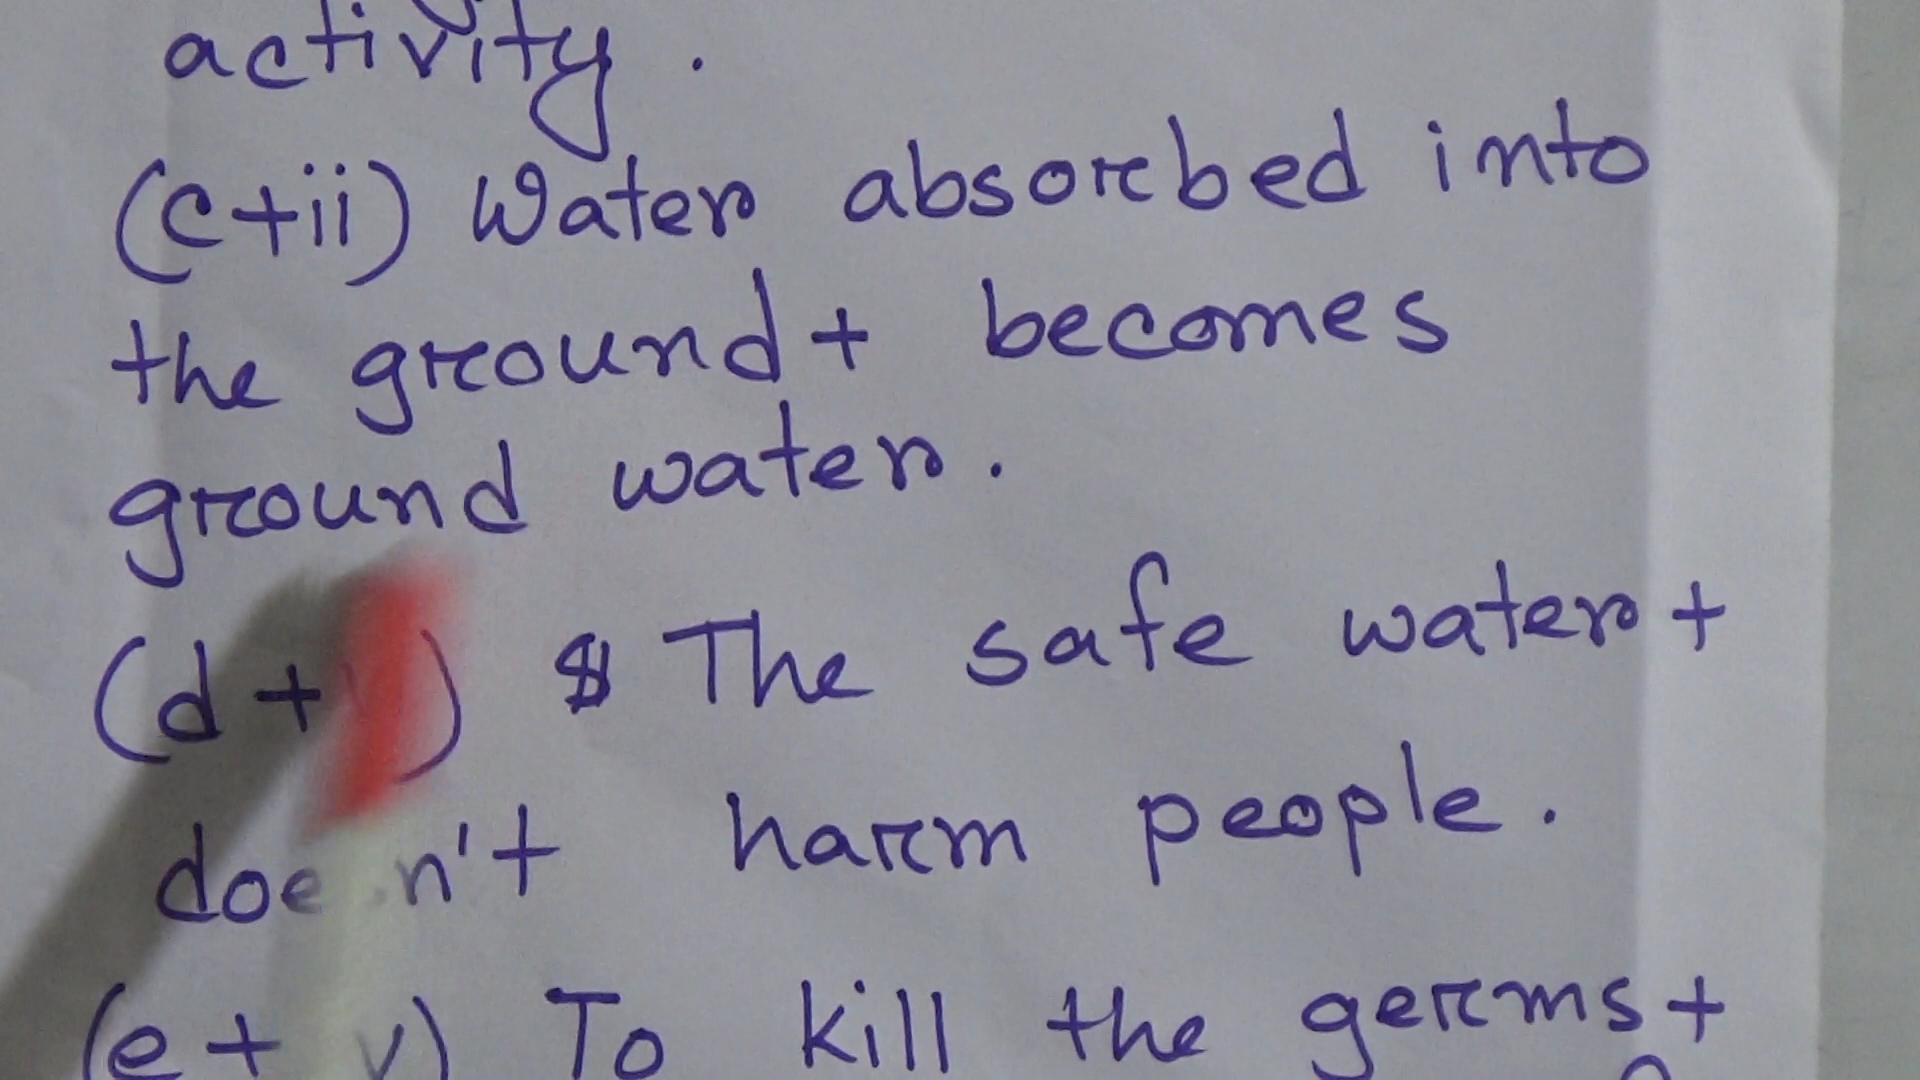 activity.
(c+ii) Water absorbed into
the ground + becomes
ground water.
(d+ ) The safe water +
doesn't harm people.
(e+ v) To kill the germs +